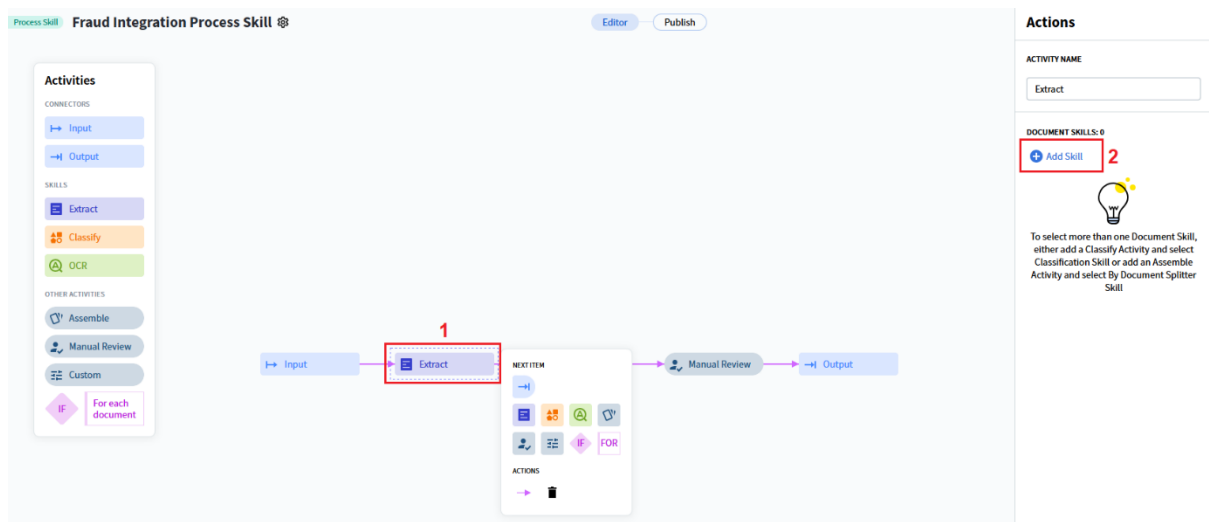 Process Skill Fraud Integration Process Skill
Editor Publish
Activities
CONNECTORS
Input
Output
SKILLS
Extract
Classify
OCR
OTHER ACTIVITIES
Assemble
Manual Review
Custom
IF
For each
document
Input
1
Extract
NEXT ITEM
IF
FOR
ACTIONS
Manual Review
Output
Actions
ACTIVITY NAME
Extract
DOCUMENT SKILLS: 0
Add Skill
2
To select more than one Document Skill,
either add a Classify Activity and select
Classification Skill or add an Assemble
Activity and select By Document Splitter
Skill